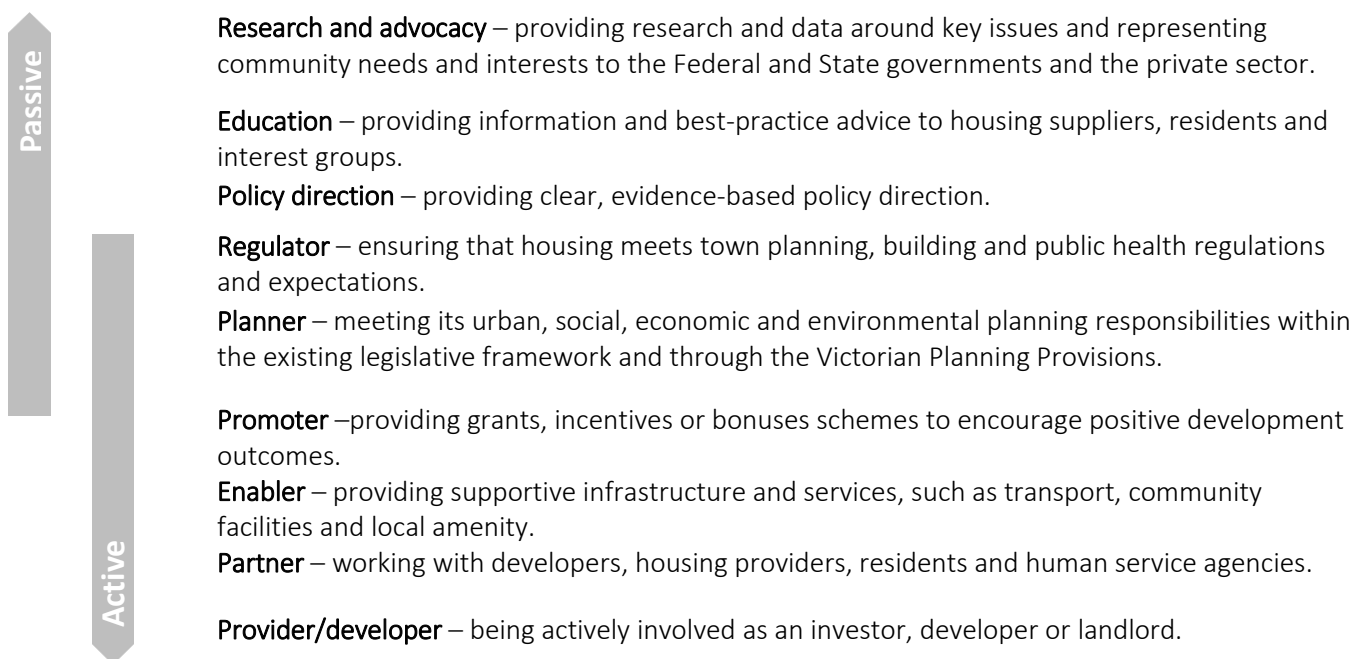 Passive
Research and advocacy – providing research and data around key issues and representing
community needs and interests to the Federal and State governments and the private sector.
Education – providing information and best-practice advice to housing suppliers, residents and
interest groups.
Policy direction – providing clear, evidence-based policy direction.
Regulator – ensuring that housing meets town planning, building and public health regulations
and expectations.
Planner – meeting its urban, social, economic and environmental planning responsibilities within
the existing legislative framework and through the Victorian Planning Provisions.
Promoter –providing grants, incentives or bonuses schemes to encourage positive development
outcomes.
Enabler – providing supportive infrastructure and services, such as transport, community
facilities and local amenity.
Active
Partner – working with developers, housing providers, residents and human service agencies.
Provider/developer – being actively involved as an investor, developer or landlord.